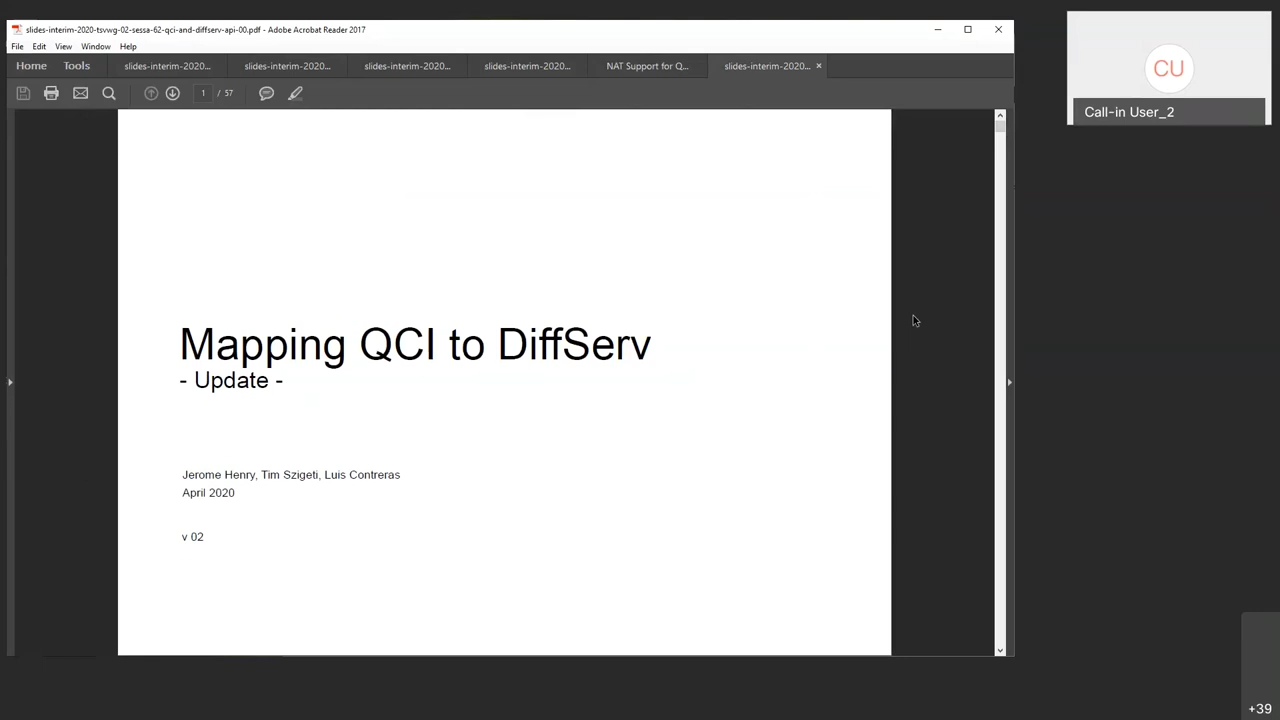 slides-interim-2020-tsvwg-02-sessa-62-qci-and-diffserv-api-00.pdf - Adobe Acrobat Reader 2017
File Edit View Window Help
Home Tools slides-interim-2020... slides-interim-2020... slides-interim-2020... slides-interim-2020... NAT Support for Q... slides-interim-2020... ×
1 / 57
Mapping QCI to DiffServ
- Update -
Jerome Henry, Tim Szigeti, Luis Contreras
April 2020
v 02
CU
Call-in User_2
+39